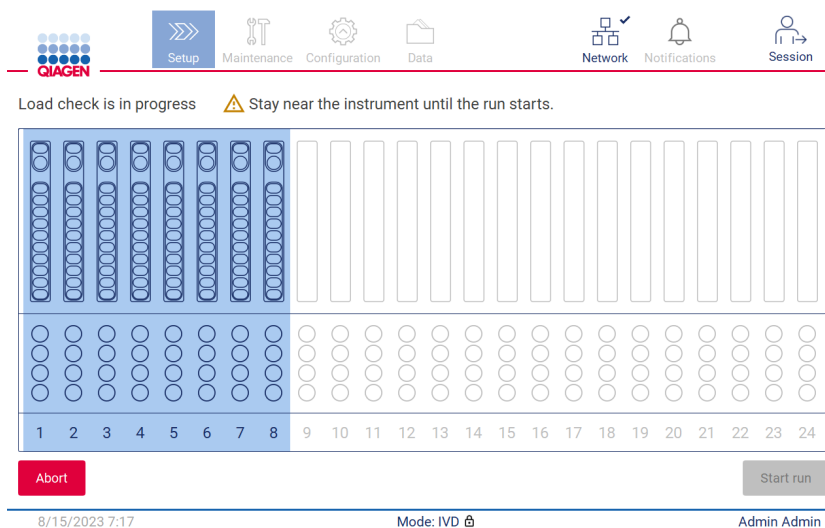 QIAGEN
Setup
Maintenance
Configuration
Data
Network
Notifications
Session
Load check is in progress
Stay near the instrument until the run starts.
1 2 3 4 5 6 7 8 9 10 11 12 13 14 15 16 17 18 19 20 21 22 23 24
Abort
Start run
8/15/2023 7:17
Mode: IVD
Admin Admin